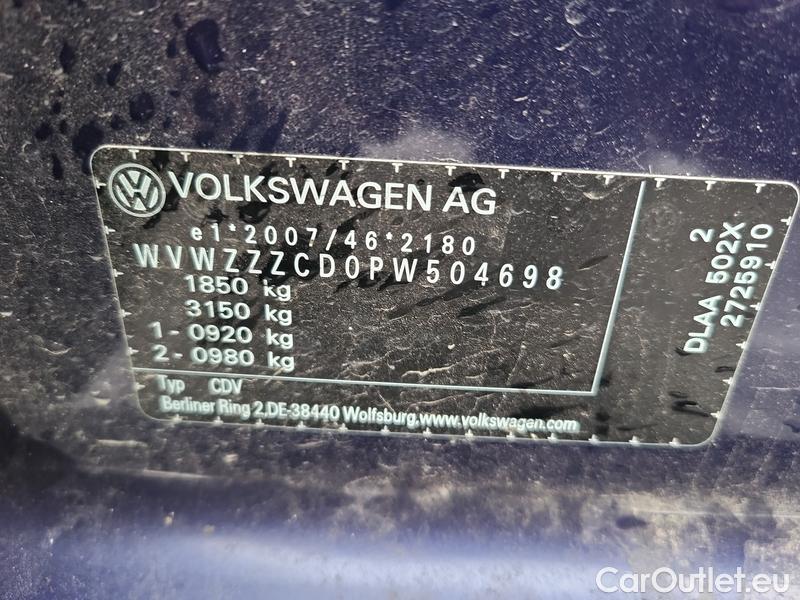 VOLKSWAGEN AG
e1*2007/46*2180
WVWZZZCD0PW504698
1850 kg
3150 kg
1 - 0920 kg
2 - 0980 kg
Typ CDV
Berliner Ring 2,DE-38440 Wolfsburg,www.volkswagen.com
2
DLAA 502X
2725910
CarOutlet.eu